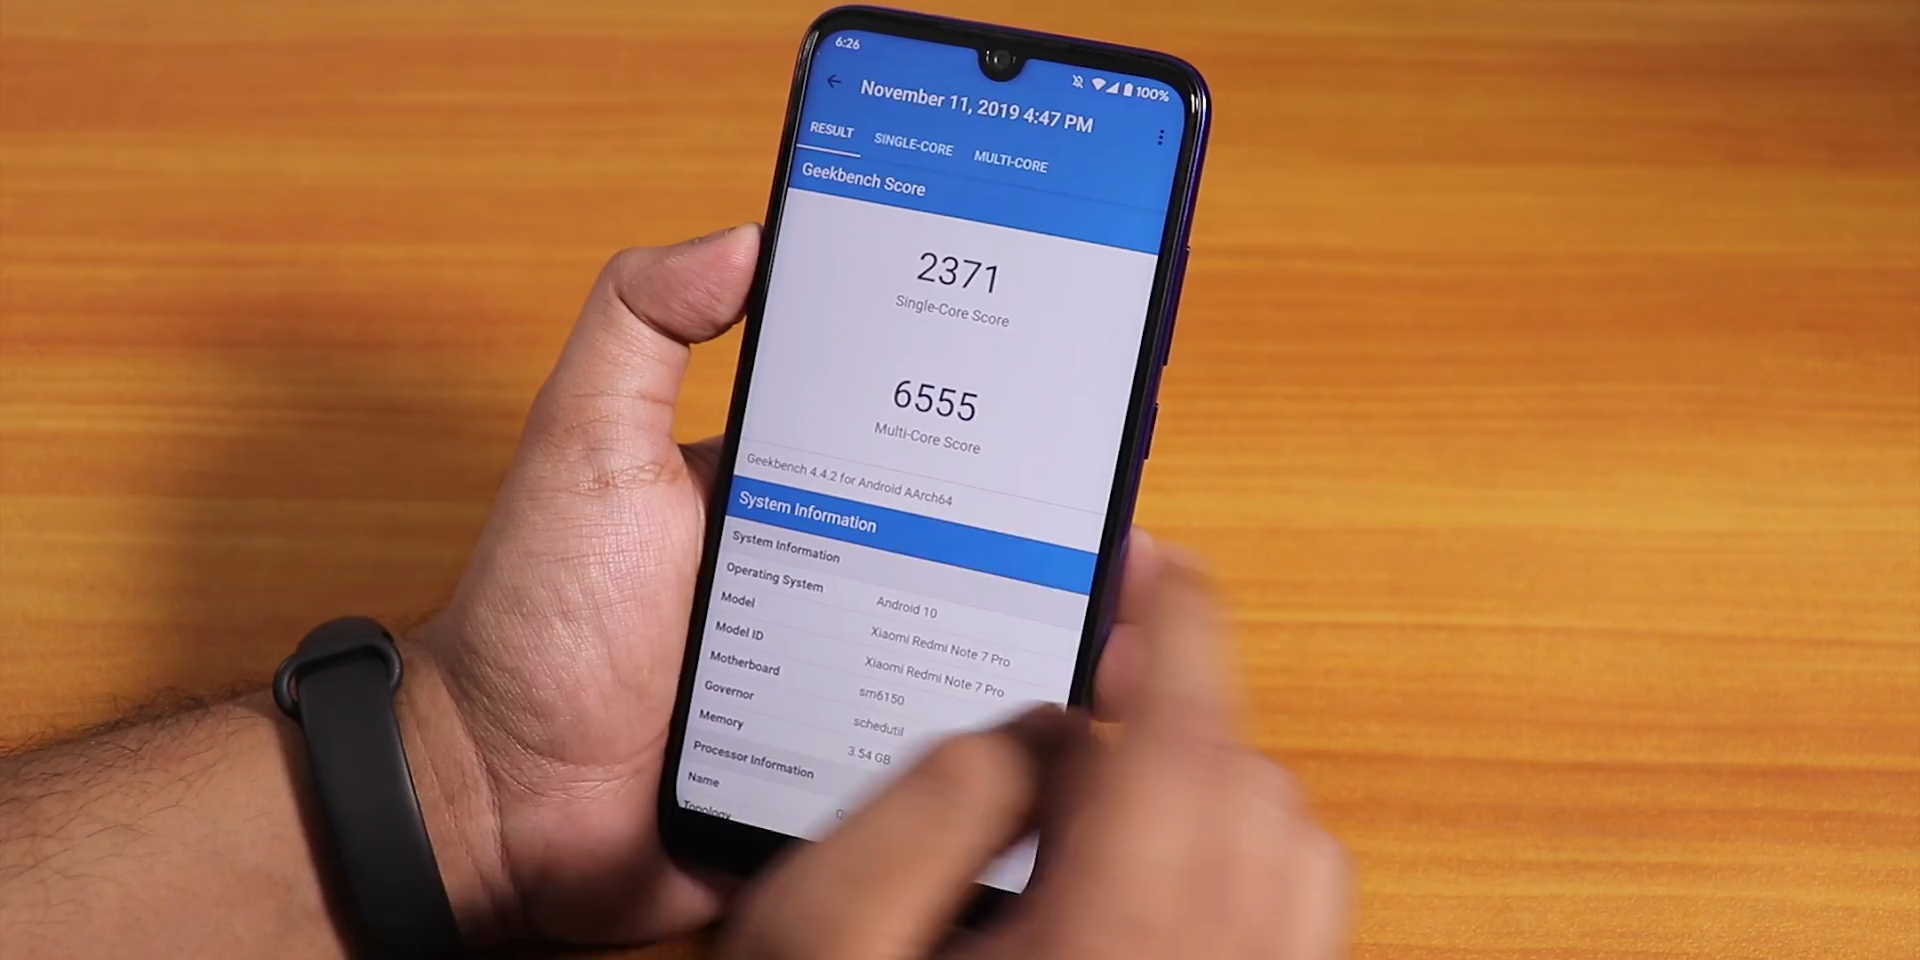 6:26
100%
November 11, 2019 4:47 PM
RESULT SINGLE-CORE MULTI-CORE
Geekbench Score
2371
Single-Core Score
6555
Multi-Core Score
Geekbench 4.4.2 for Android AArch64
System Information
System Information
Operating System Android 10
Model Xiaomi Redmi Note 7 Pro
Model ID Xiaomi Redmi Note 7 Pro
Motherboard sm6150
Governor schedutil
Memory 3.54 GB
Processor Information
Name
Topology